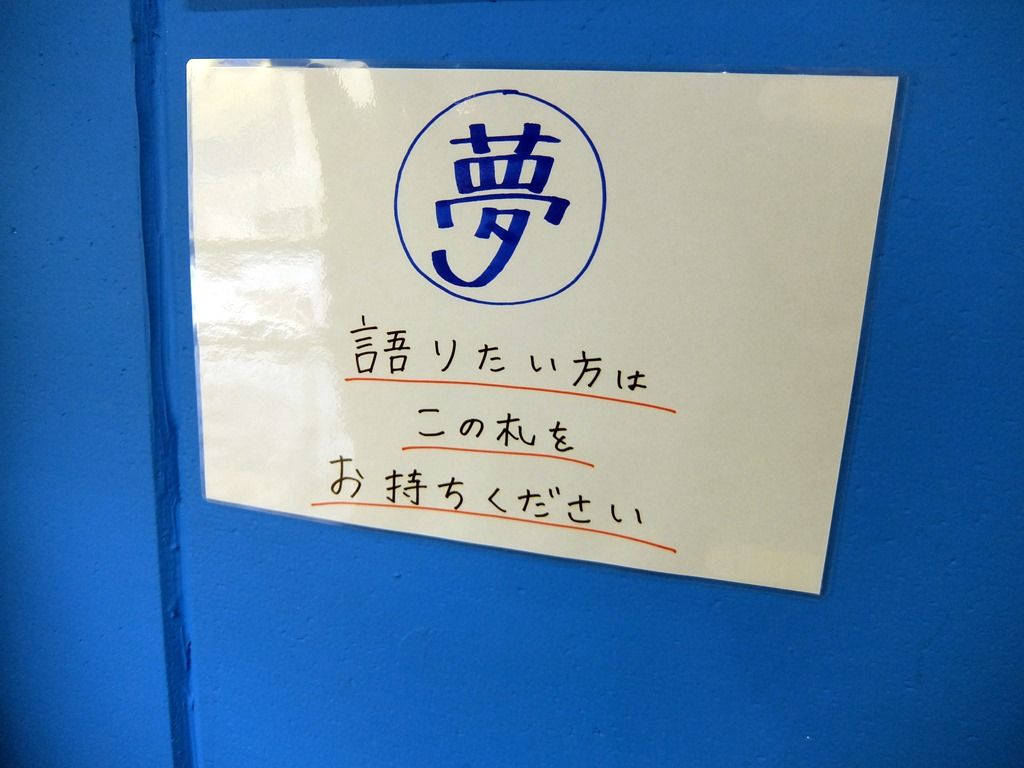 夢
語りたい方は
この札を
お持ちください